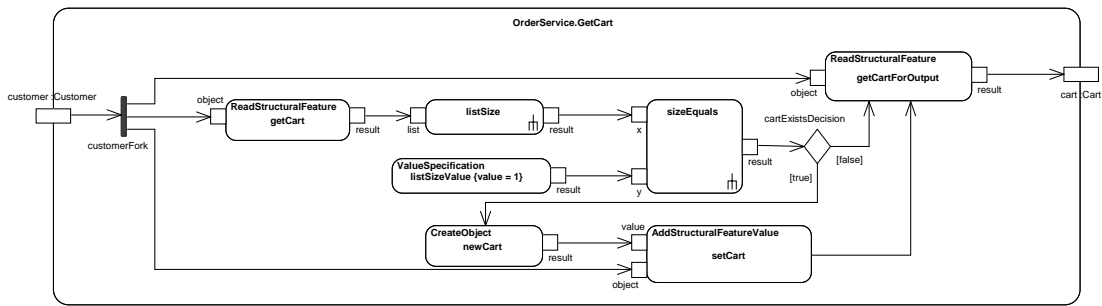 OrderService.GetCart
customer :Customer
customerFork
object
ReadStructuralFeature
getCart
result
list
listSize
result
x
sizeEquals
y
result
ValueSpecification
listSizeValue {value = 1}
result
cartExistsDecision
[false]
[true]
ReadStructuralFeature
getCartForOutput
object
result
cart :Cart
CreateObject
newCart
result
value
AddStructuralFeatureValue
setCart
object